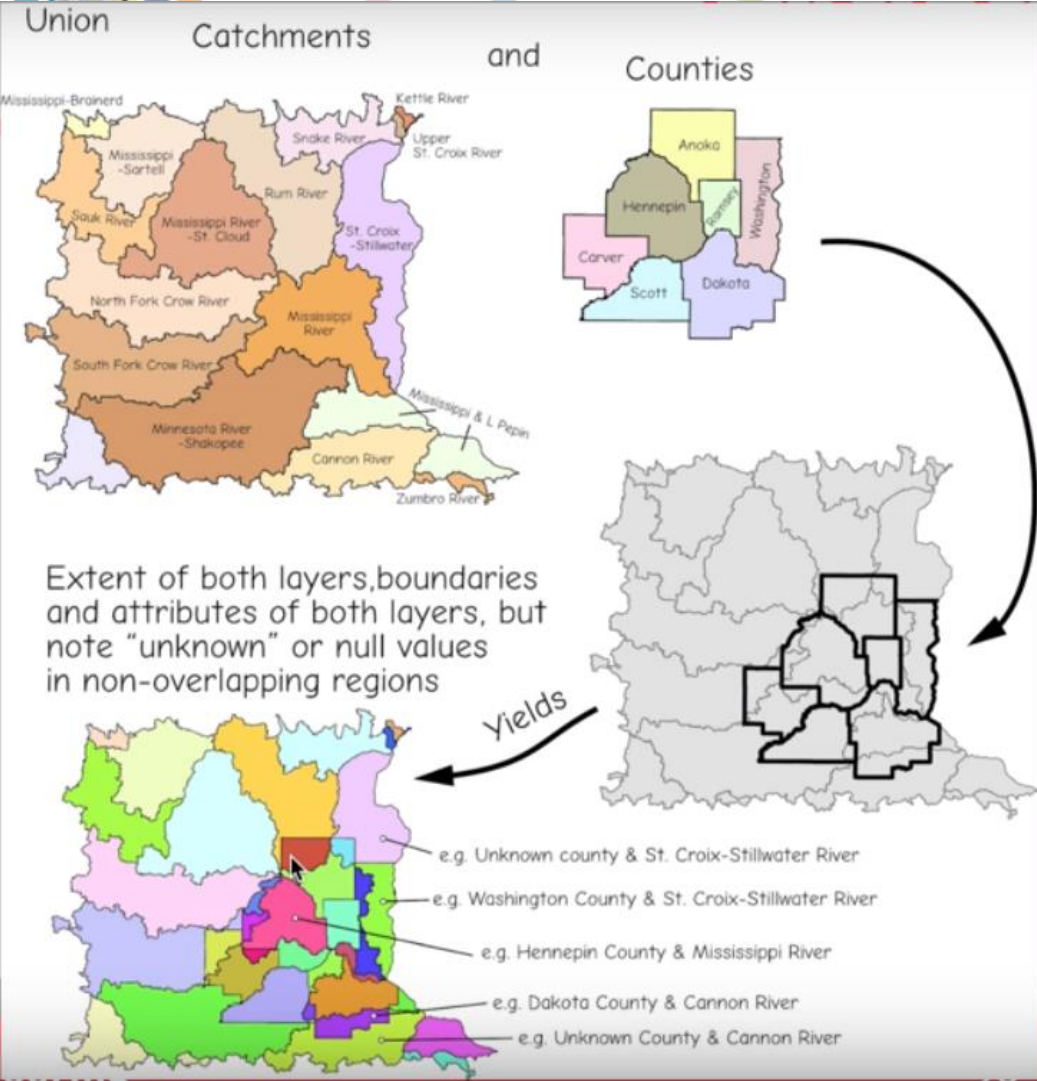 Union
Catchments
and
Counties
Mississippi-Brainerd
Kettle River
Snake River
Upper
St. Croix River
Mississippi
-Sartell
Rum River
Sauk River
Mississippi River
-St. Cloud
St. Croix
-Stillwater
North Fork Crow River
Mississippi
River
South Fork Crow River
Mississippi & L Pepin
Minnesota River
-Shakopee
Cannon River
Zumbro River
Anoka
Hennepin
Ramsey
Washington
Carver
Scott
Dakota
Extent of both layers,boundaries
and attributes of both layers, but
note "unknown" or null values
in non-overlapping regions
Yields
e.g. Unknown county & St. Croix-Stillwater River
e.g. Washington County & St. Croix-Stillwater River
e.g. Hennepin County & Mississippi River
e.g. Dakota County & Cannon River
e.g. Unknown County & Cannon River